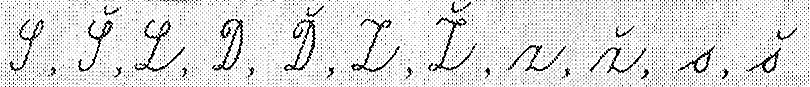 S, Š, L, D, Ď, Z, Ž, z, ž, s, š